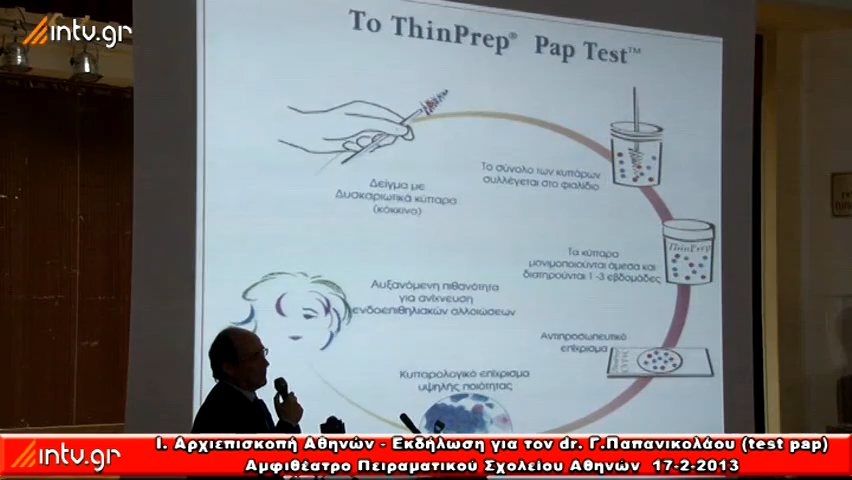 intv.gr
Το ThinPrep® Pap Test™
Δείγμα με
Δυσκαριωτικά κύτταρα
(κόκκινο)
Το σύνολο των κυττάρων
συλλέγεται στο φιαλίδιο
ThinPrep
Τα κύτταρα
μονιμοποιούνται άμεσα και
διατηρούνται 1 -3 εβδομάδες
Αυξανόμενη πιθανότητα
για ανίχνευση
ενδοεπιθηλιακών αλλοιώσεων
Αντιπροσωπευτικό
επίχρισμα
Κυτταρολογικό επίχρισμα
υψηλής ποιότητας
intv.gr
Ι. Αρχιεπισκοπή Αθηνών - Εκδήλωση για τον dr. Γ.Παπανικολάου (test pap)
Αμφιθέατρο Πειραματικού Σχολείου Αθηνών 17-2-2013